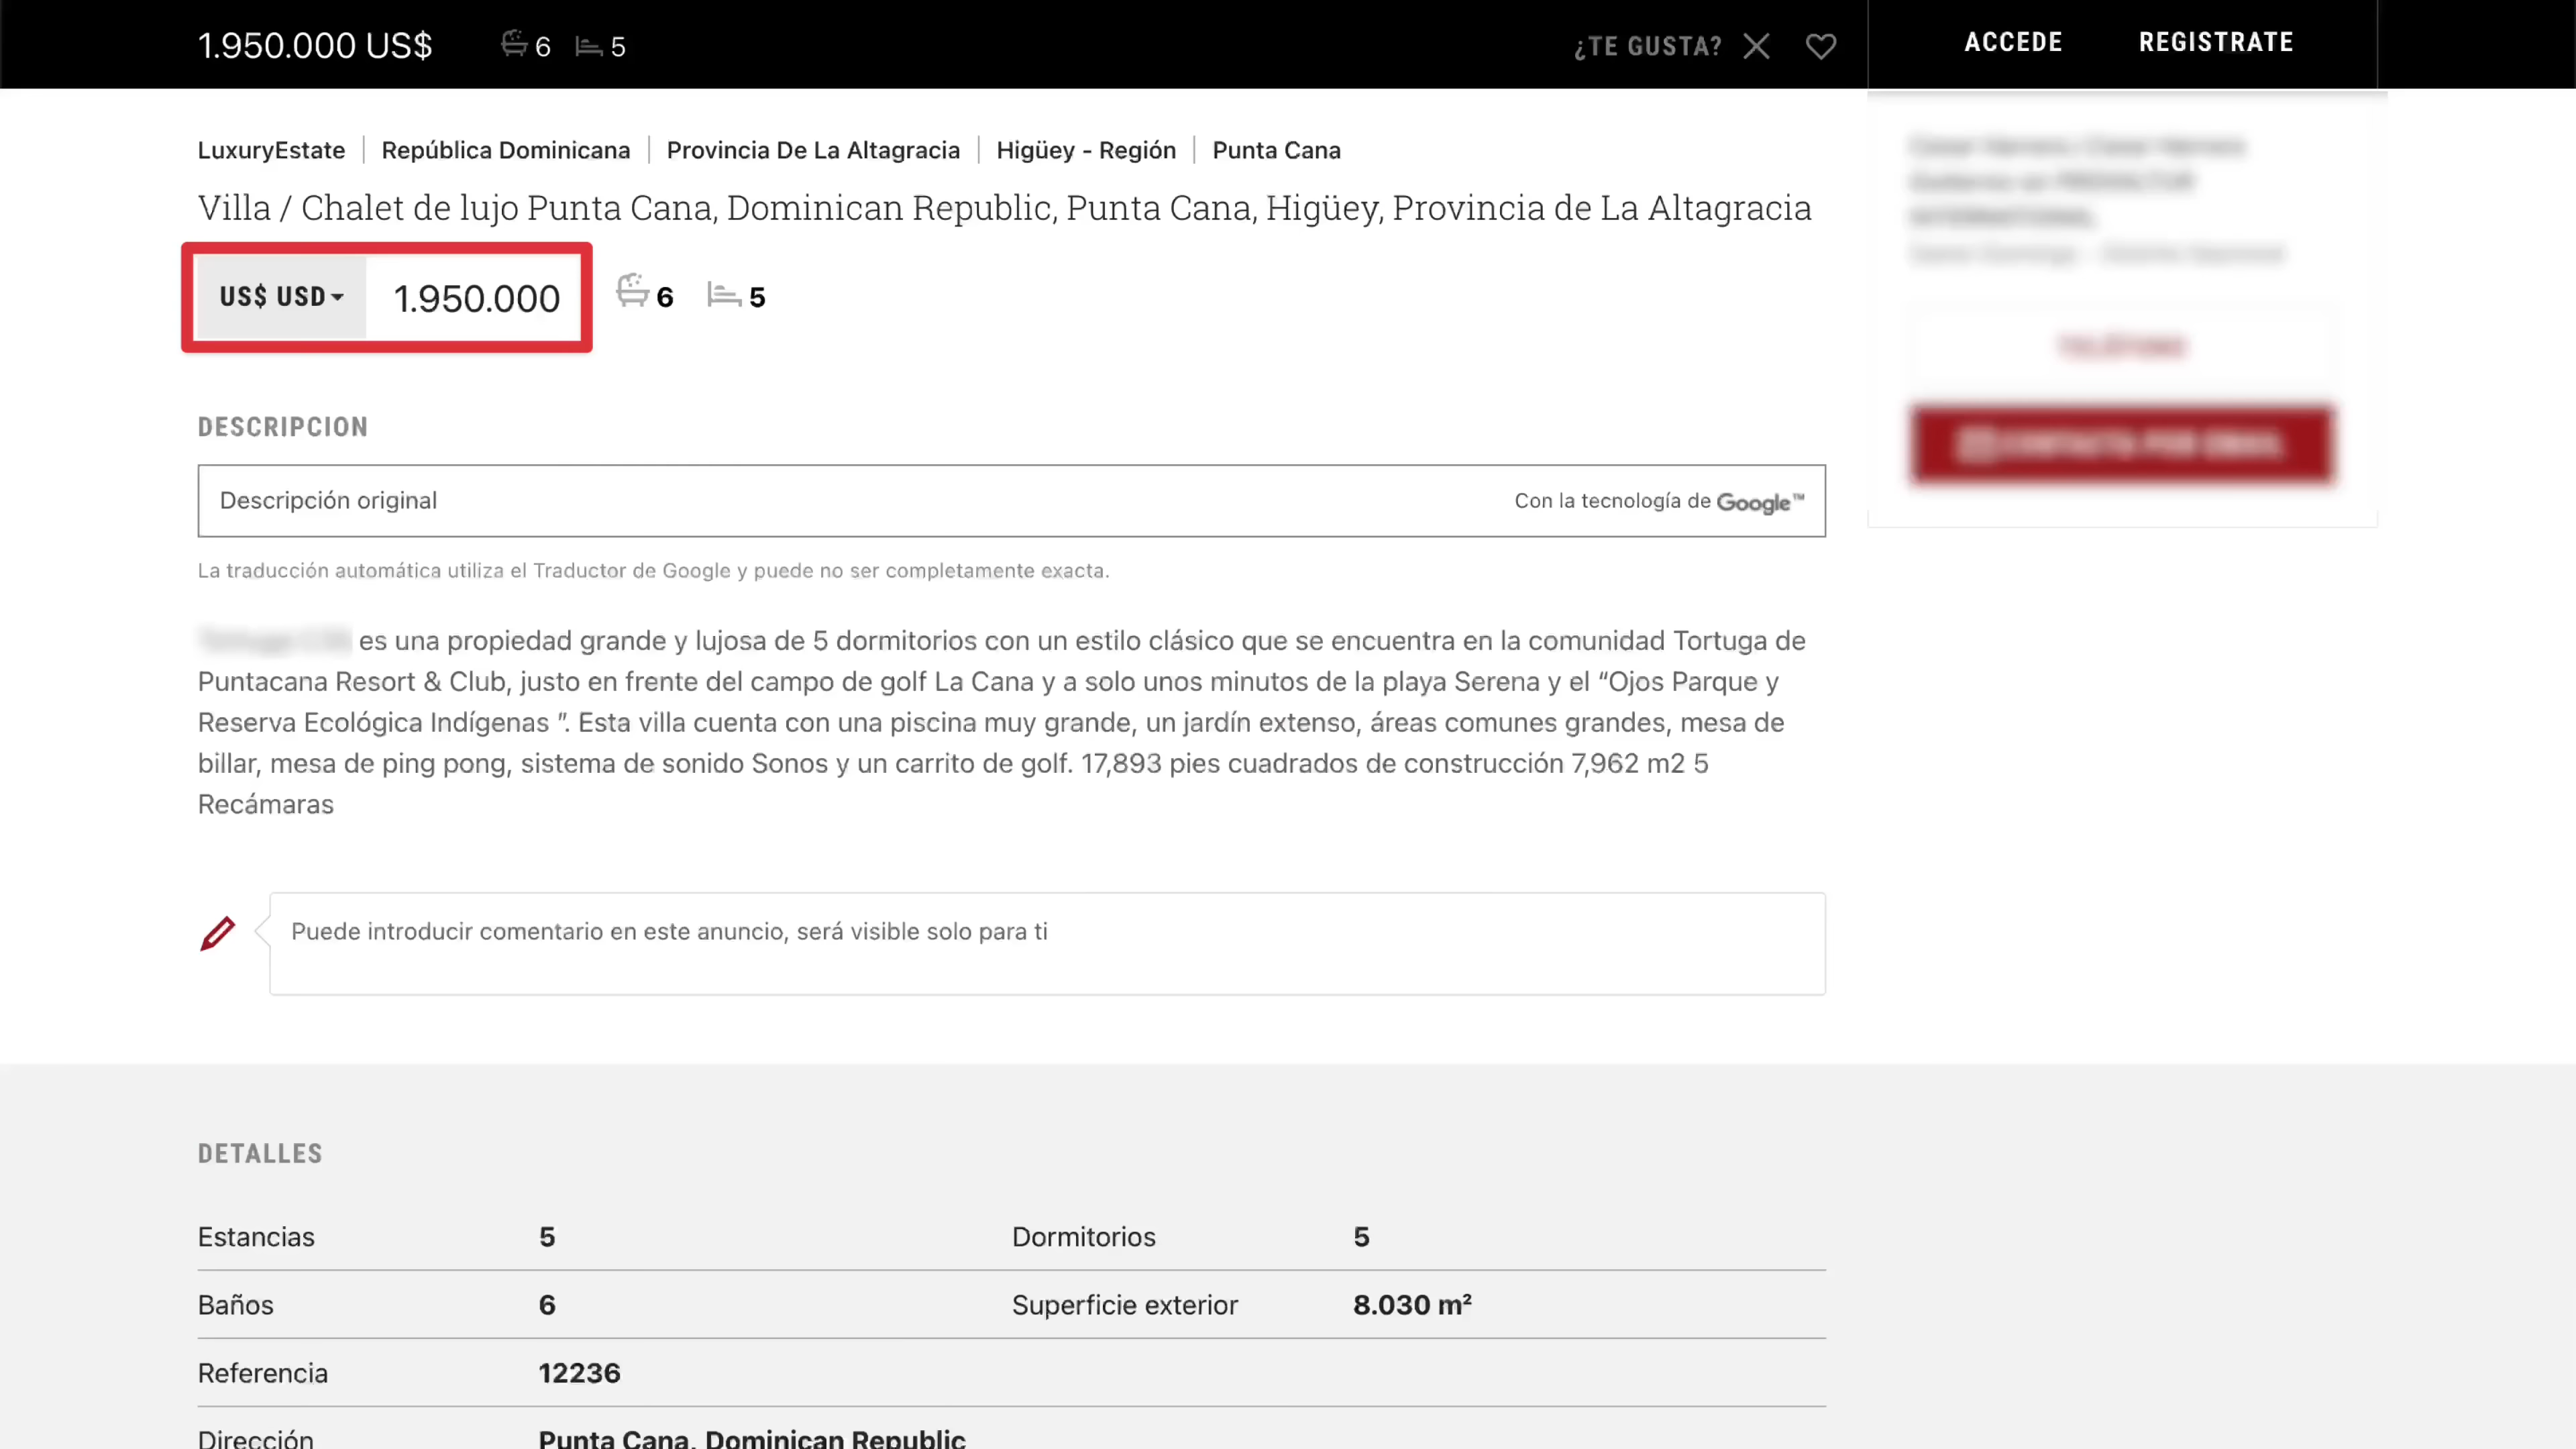 1.950.000 US$ 6 5 ¿TE GUSTA? ACCEDE REGISTRATE
LuxuryEstate República Dominicana Provincia De La Altagracia Higüey - Región Punta Cana
Villa / Chalet de lujo Punta Cana, Dominican Republic, Punta Cana, Higüey, Provincia de La Altagracia
US$ USD 1.950.000 6 5
DESCRIPCION
Descripción original Con la tecnología de Google™
La traducción automática utiliza el Traductor de Google y puede no ser completamente exacta.
es una propiedad grande y lujosa de 5 dormitorios con un estilo clásico que se encuentra en la comunidad Tortuga de
Puntacana Resort & Club, justo en frente del campo de golf La Cana y a solo unos minutos de la playa Serena y el “Ojos Parque y
Reserva Ecológica Indígenas ”. Esta villa cuenta con una piscina muy grande, un jardín extenso, áreas comunes grandes, mesa de
billar, mesa de ping pong, sistema de sonido Sonos y un carrito de golf. 17,893 pies cuadrados de construcción 7,962 m2 5
Recámaras
Puede introducir comentario en este anuncio, será visible solo para ti
DETALLES
Estancias 5 Dormitorios 5
Baños 6 Superficie exterior 8.030 m²
Referencia 12236
Dirección Punta Cana, Dominican Republic